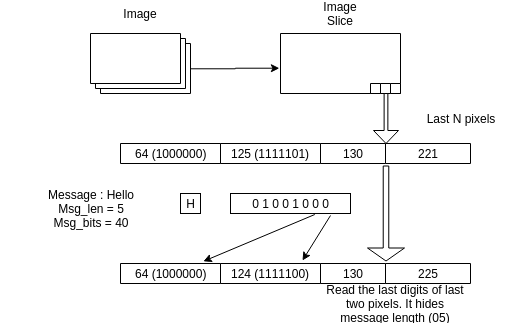 Image
Image
Slice
Last N pixels
64 (1000000) 125 (1111101) 130 221
Message : Hello
Msg_len = 5
Msg_bits = 40
H
0 1 0 0 1 0 0 0
64 (1000000) 124 (1111100) 130 225
Read the last digits of last
two pixels. It hides
message length (05)